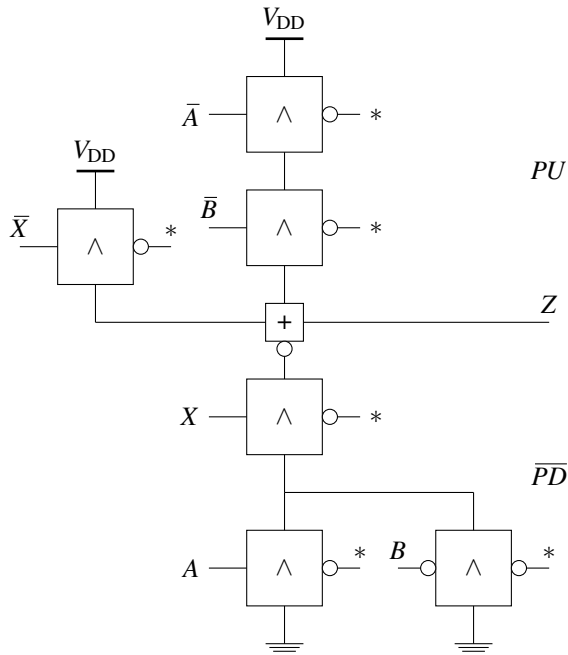 V_DD
A̅ ∧ *
PU
V_DD
B̅ ∧ *
X̅ ∧ *
Z
+
X ∧ *
P̅D̅
A ∧ *
B ∧ *